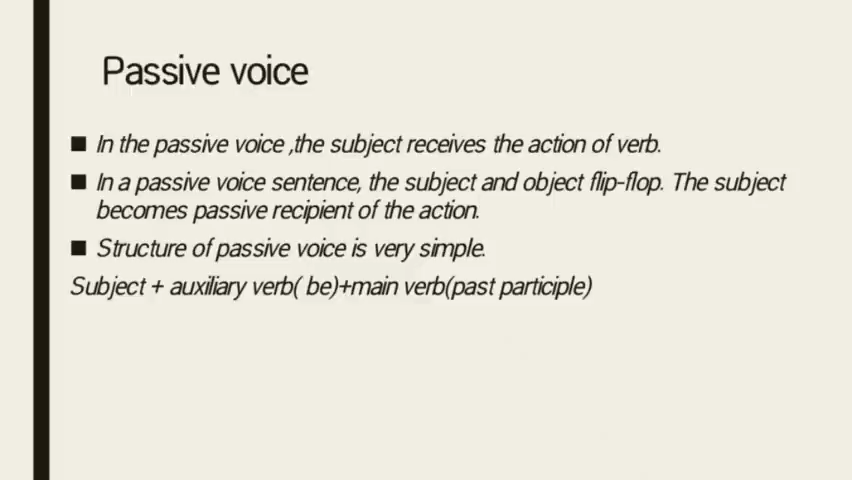 Passive voice
■ In the passive voice ,the subject receives the action of verb.
■ In a passive voice sentence, the subject and object flip-flop. The subject
becomes passive recipient of the action.
■ Structure of passive voice is very simple.
Subject + auxiliary verb( be)+main verb(past participle)